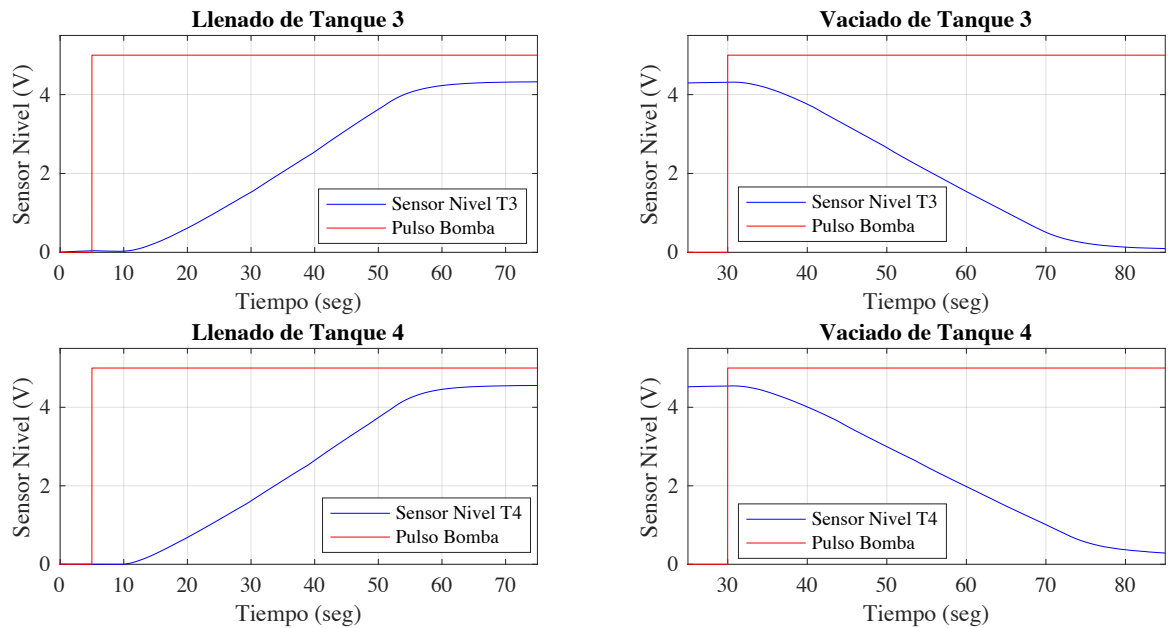 Llenado de Tanque 3
Sensor Nivel (V)
4
2
0
Sensor Nivel T3
Pulso Bomba
0 10 20 30 40 50 60 70
Tiempo (seg)
Vaciado de Tanque 3
Sensor Nivel (V)
4
2
0
Sensor Nivel T3
Pulso Bomba
30 40 50 60 70 80
Tiempo (seg)
Llenado de Tanque 4
Sensor Nivel (V)
4
2
0
Sensor Nivel T4
Pulso Bomba
0 10 20 30 40 50 60 70
Tiempo (seg)
Vaciado de Tanque 4
Sensor Nivel (V)
4
2
0
Sensor Nivel T4
Pulso Bomba
30 40 50 60 70 80
Tiempo (seg)